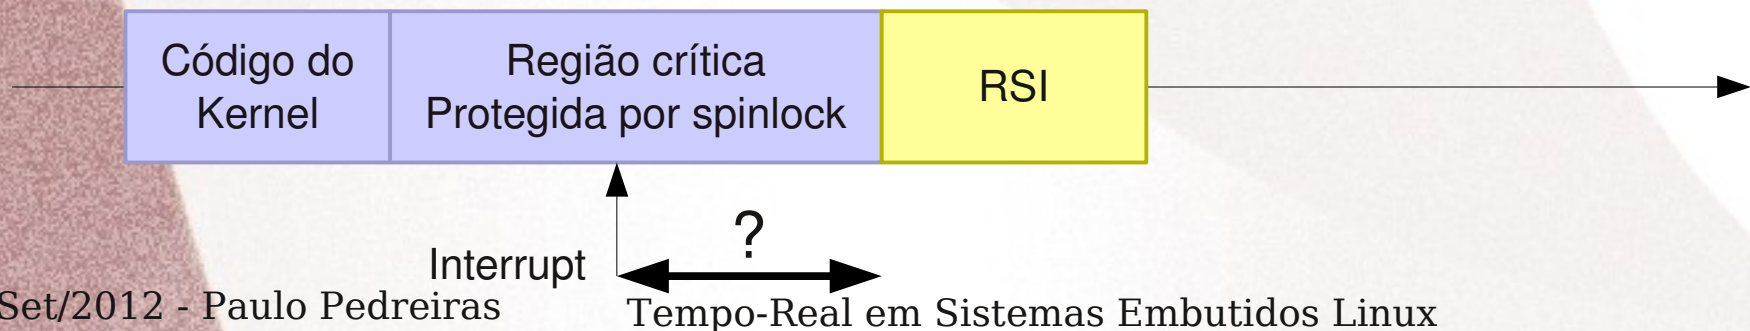 Código do
Kernel
Região crítica
Protegida por spinlock
RSI
?
Interrupt
Set/2012 - Paulo Pedreiras
Tempo-Real em Sistemas Embutidos Linux